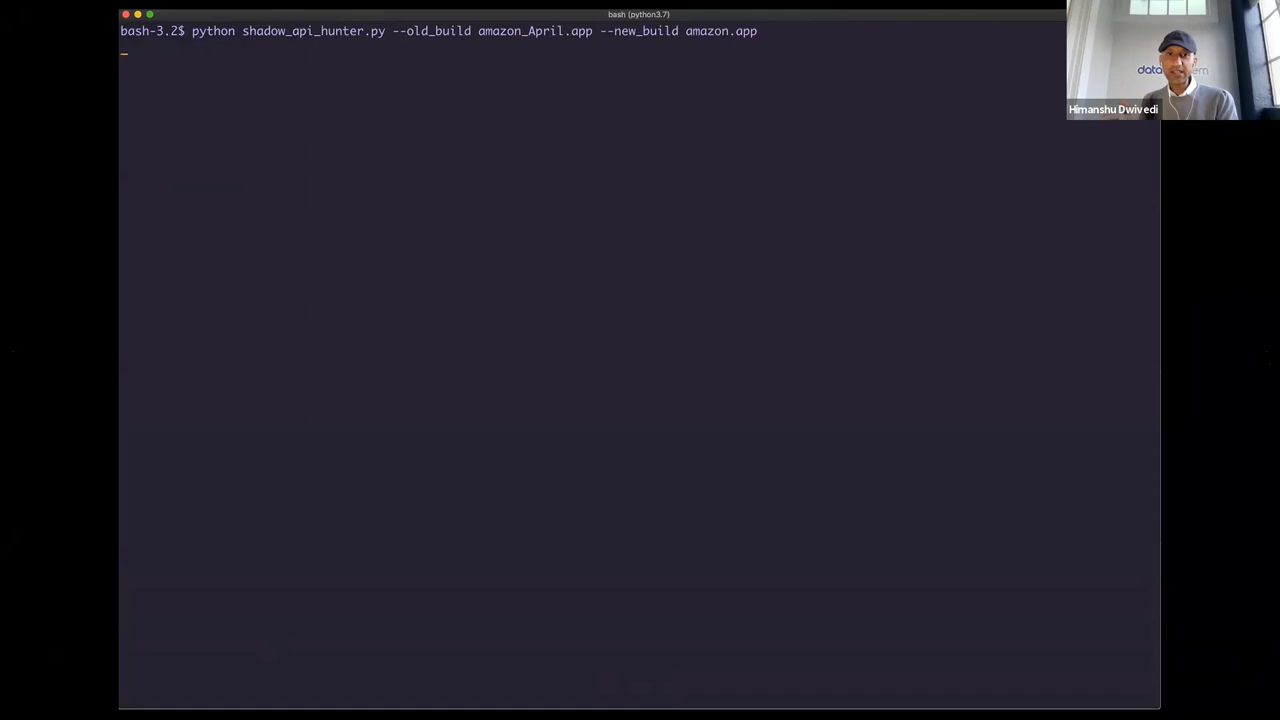 bash (python3.7)
bash-3.2$ python shadow_api_hunter.py --old_build amazon_April.app --new_build amazon.app
Himanshu Dwivedi